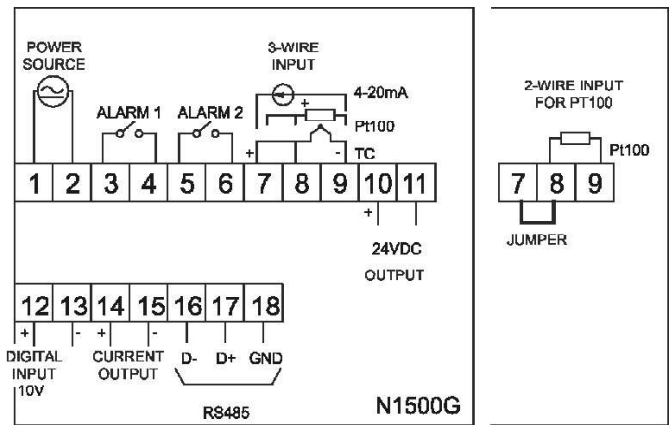 POWER
SOURCE
3-WIRE
INPUT
4-20mA
ALARM 1
ALARM 2
+
Pt100
+
-
TC
1 2 3 4 5 6 7 8 9 10 11
+
24VDC
OUTPUT
12 13 14 15 16 17 18
+ - + -
DIGITAL
INPUT
10V
CURRENT
OUTPUT
D- D+ GND
RS485
N1500G
2-WIRE INPUT
FOR PT100
Pt100
7 8 9
JUMPER